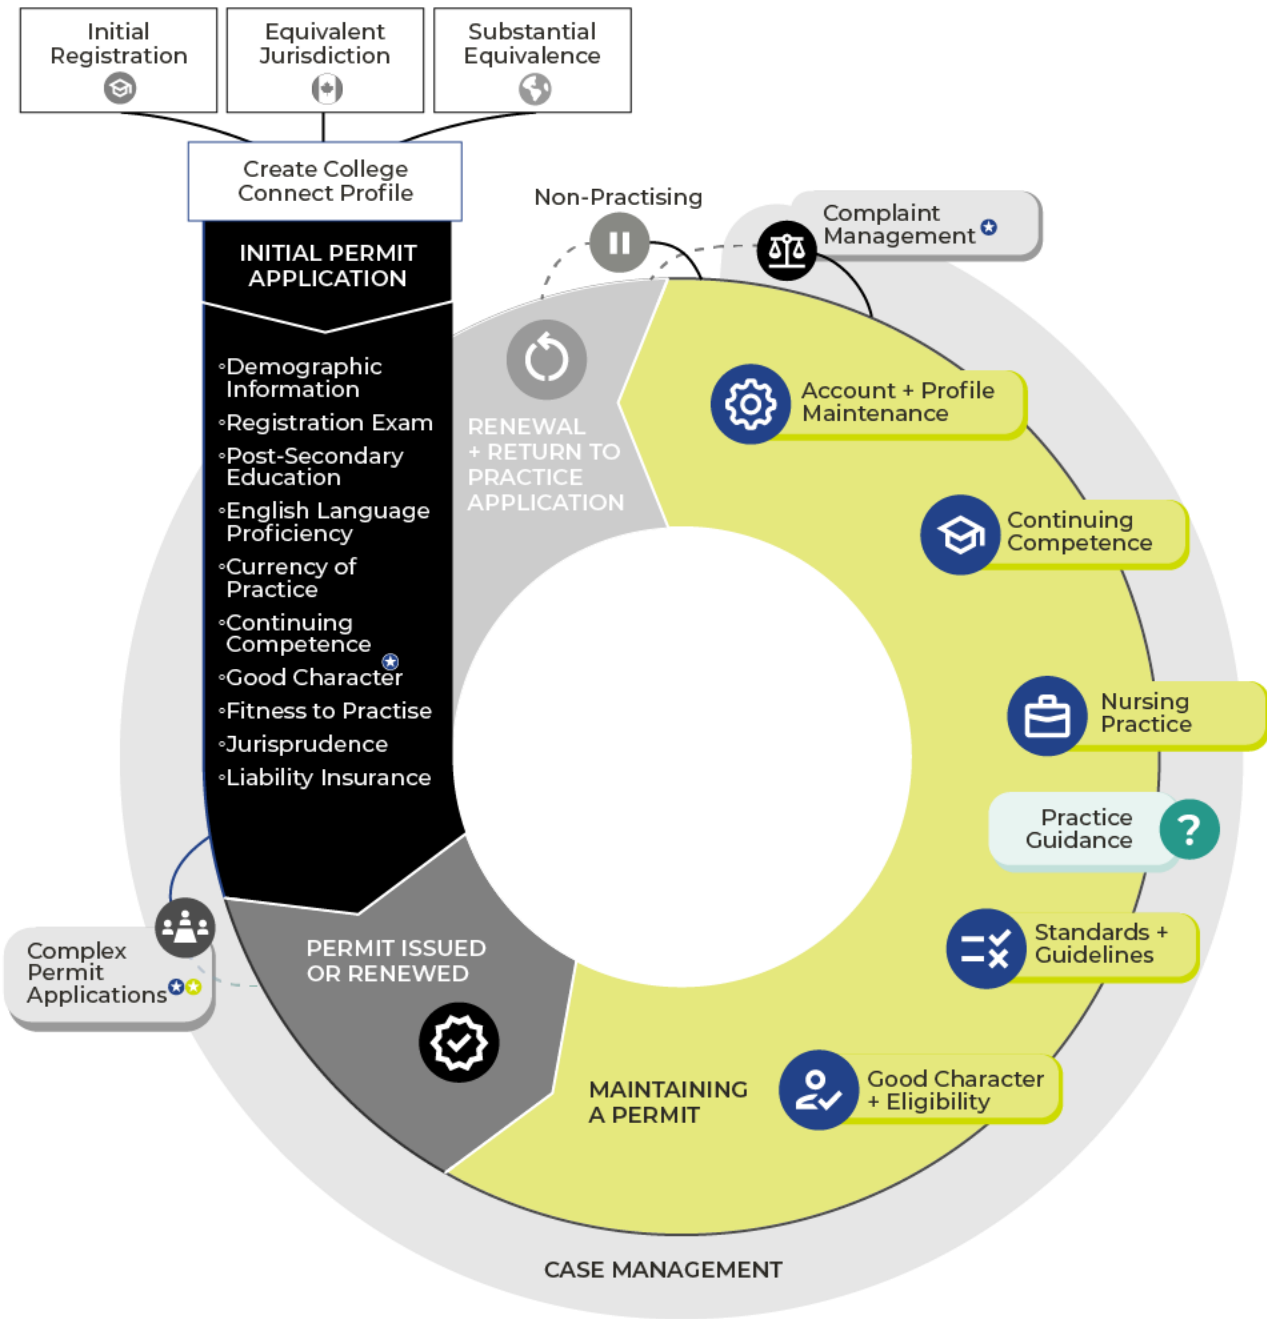 Initial
Registration
Equivalent
Jurisdiction
Substantial
Equivalence
Create College
Connect Profile
INITIAL PERMIT
APPLICATION
◦Demographic
Information
◦Registration Exam
◦Post-Secondary
Education
◦English Language
Proficiency
◦Currency of
Practice
◦Continuing
Competence
◦Good Character
◦Fitness to Practise
◦Jurisprudence
◦Liability Insurance
Non-Practising
Complaint
Management
RENEWAL
+ RETURN TO
PRACTICE
APPLICATION
Account + Profile
Maintenance
Continuing
Competence
Nursing
Practice
Practice
Guidance
?
Standards +
Guidelines
Good Character
+ Eligibility
MAINTAINING
A PERMIT
PERMIT ISSUED
OR RENEWED
Complex
Permit
Applications
CASE MANAGEMENT